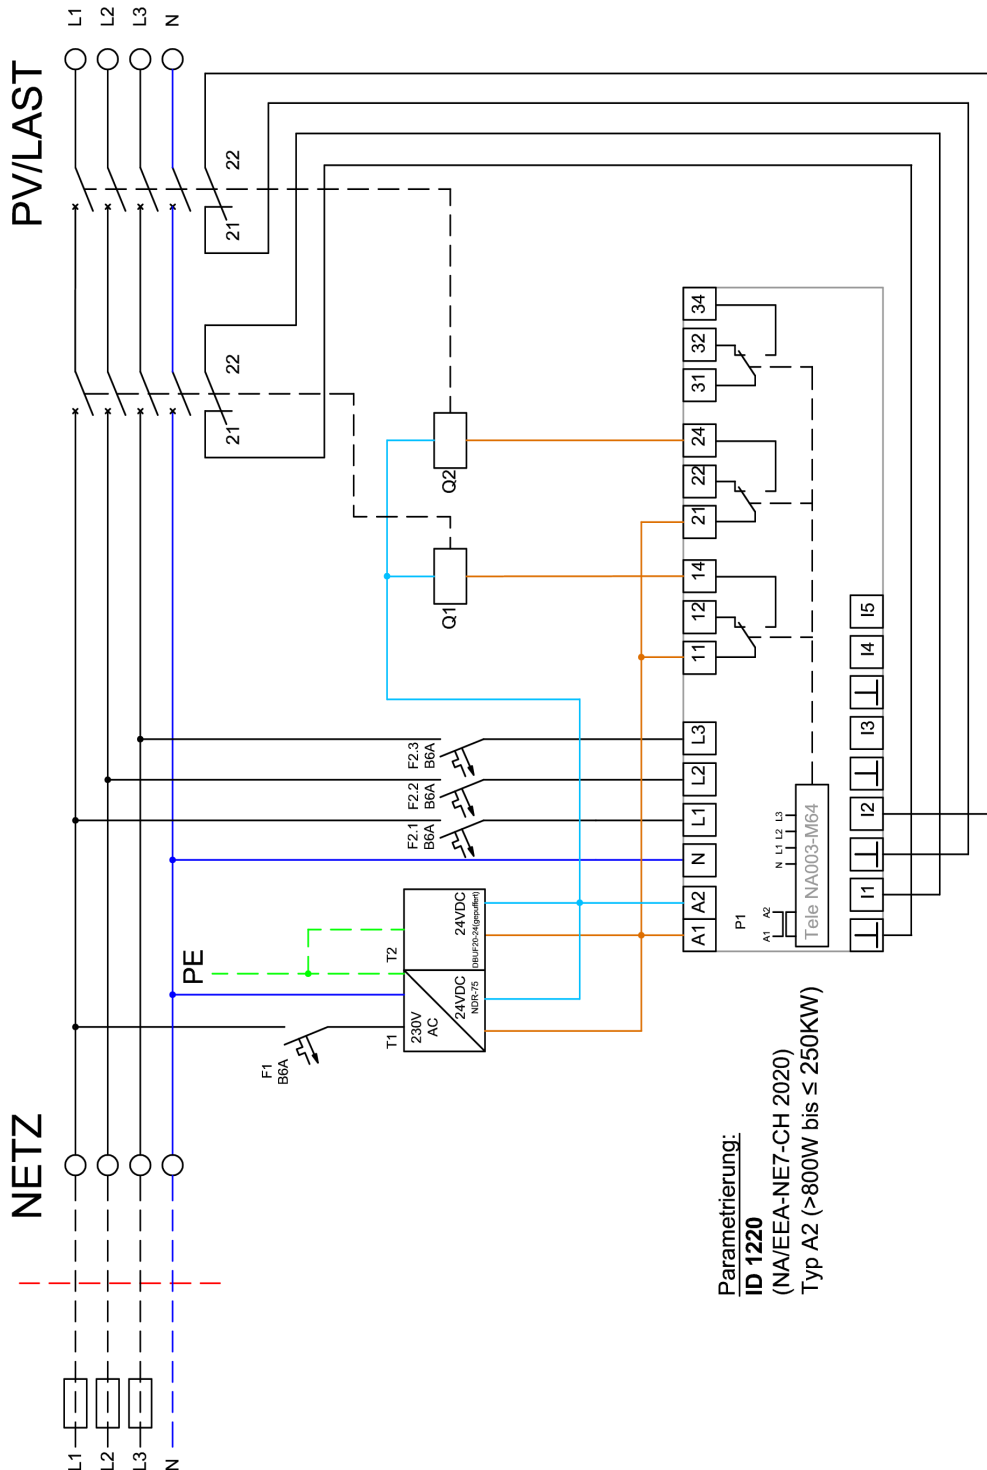 NETZ
PV/LAST
L1
L2
L3
N
L1
L2
L3
N
21
22
21
22
F1
B6A
PE
T1
T2
230V
AC
24VDC
NDR-75
24VDC
DBUF20-24(gepuffert)
F2.1
B6A
F2.2
B6A
F2.3
B6A
Q1
Q2
A1
A2
N
L1
L2
L3
11
12
14
21
22
24
31
32
34
P1
A1
A2
N
L1
L2
L3
Tele NA003-M64
I1
I2
I3
I4
I5
Parametrierung:
ID 1220
(NA/EEA-NE7-CH 2020)
Typ A2 (>800W bis ≤ 250KW)